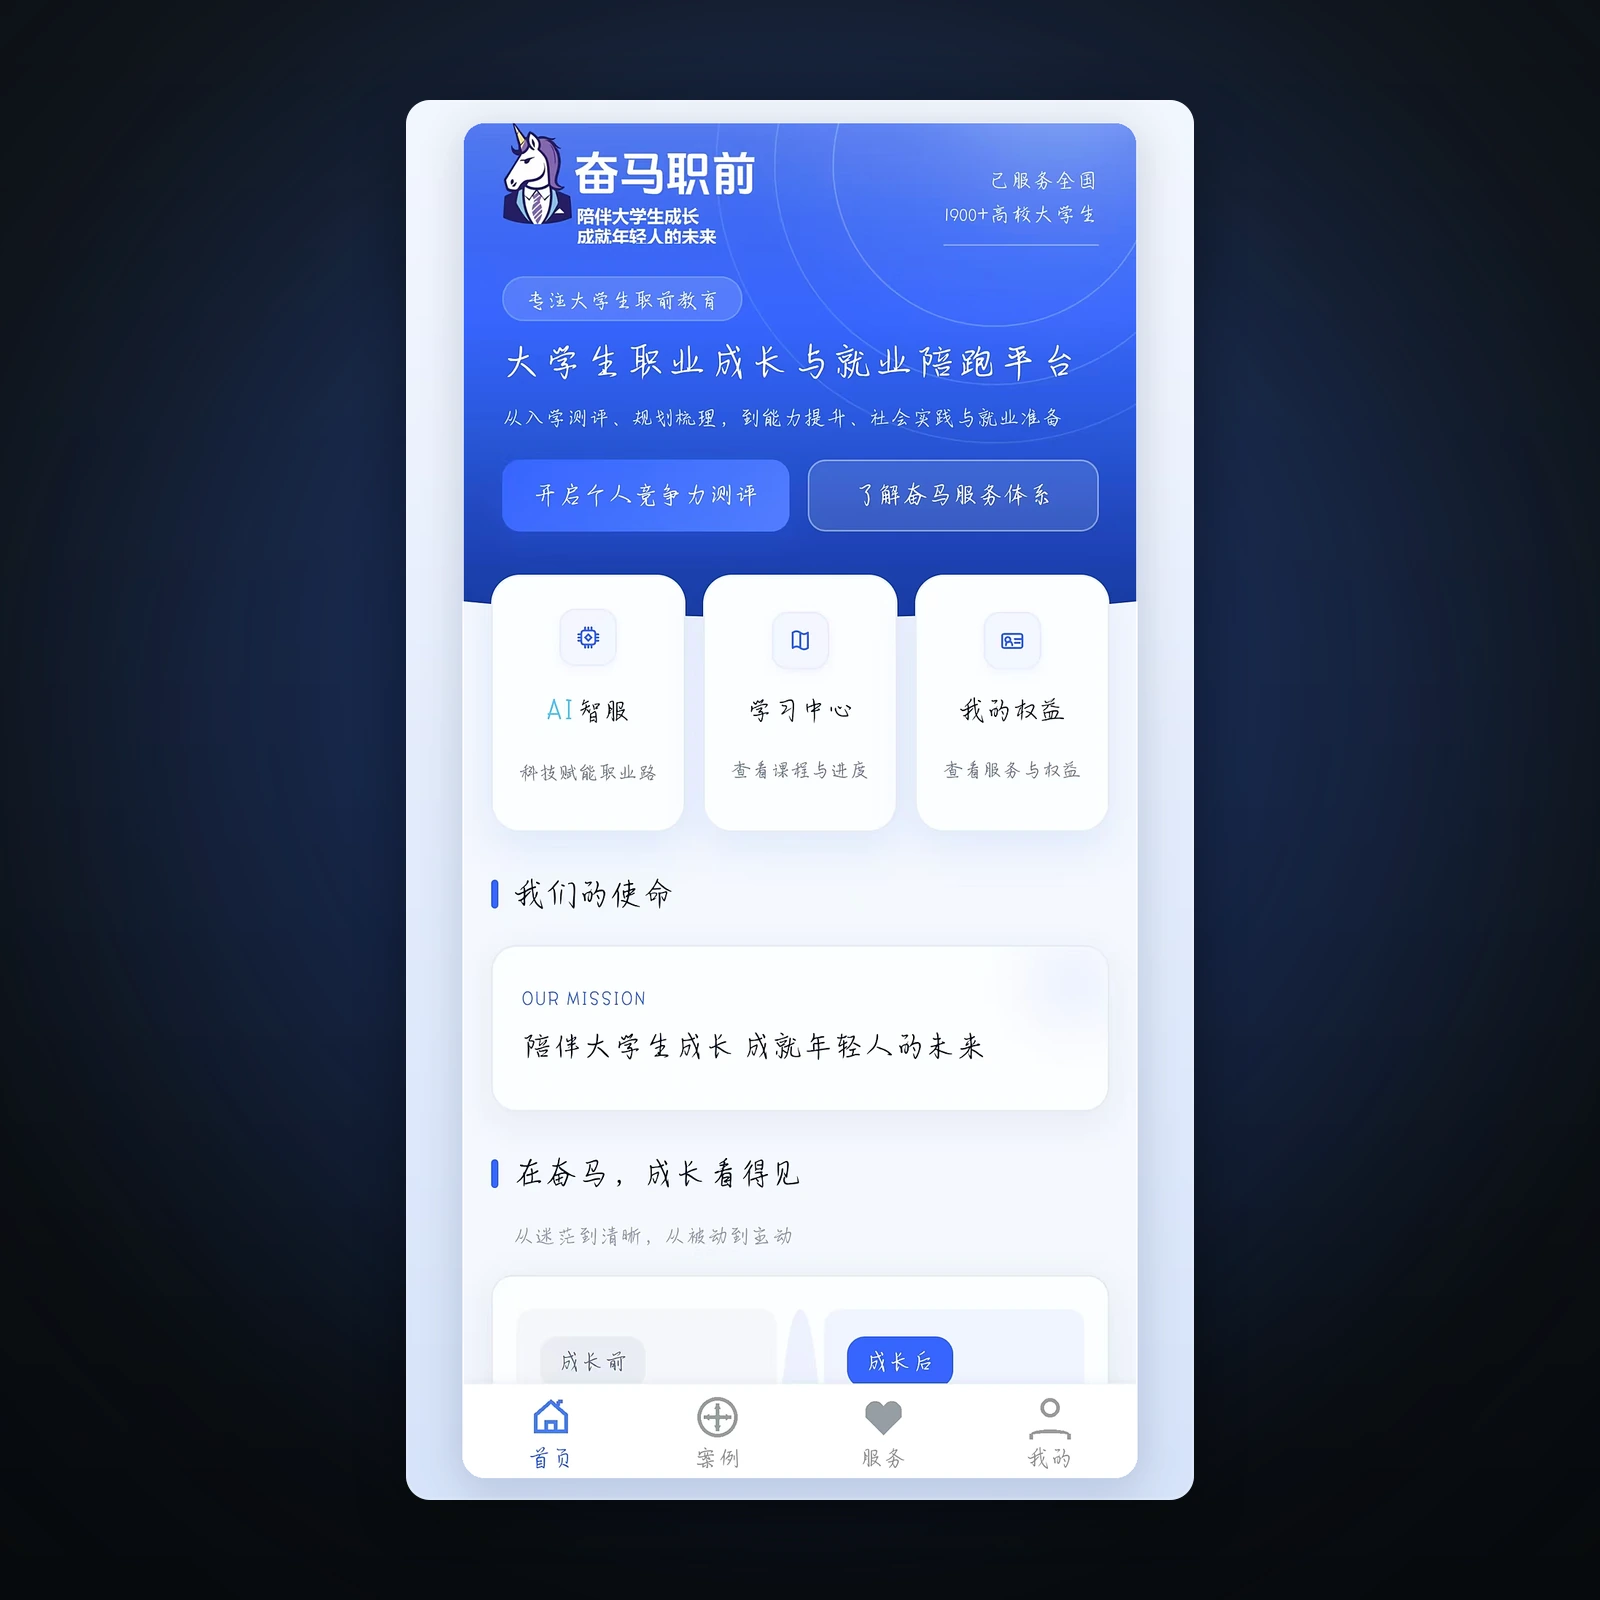 奋马职前
陪伴大学生成长
成就年轻人的未来
已服务全国
1900+高校大学生
专注大学生职前教育
大学生职业成长与就业陪跑平台
从入学测评、规划梳理，到能力提升、社会实践与就业准备
开启个人竞争力测评
了解奋马服务体系
AI智服
科技赋能职业路
学习中心
查看课程与进度
我的权益
查看服务与权益
我们的使命
OUR MISSION
陪伴大学生成长 成就年轻人的未来
在奋马，成长看得见
从迷茫到清晰，从被动到主动
成长前
成长后
首页
案例
服务
我的